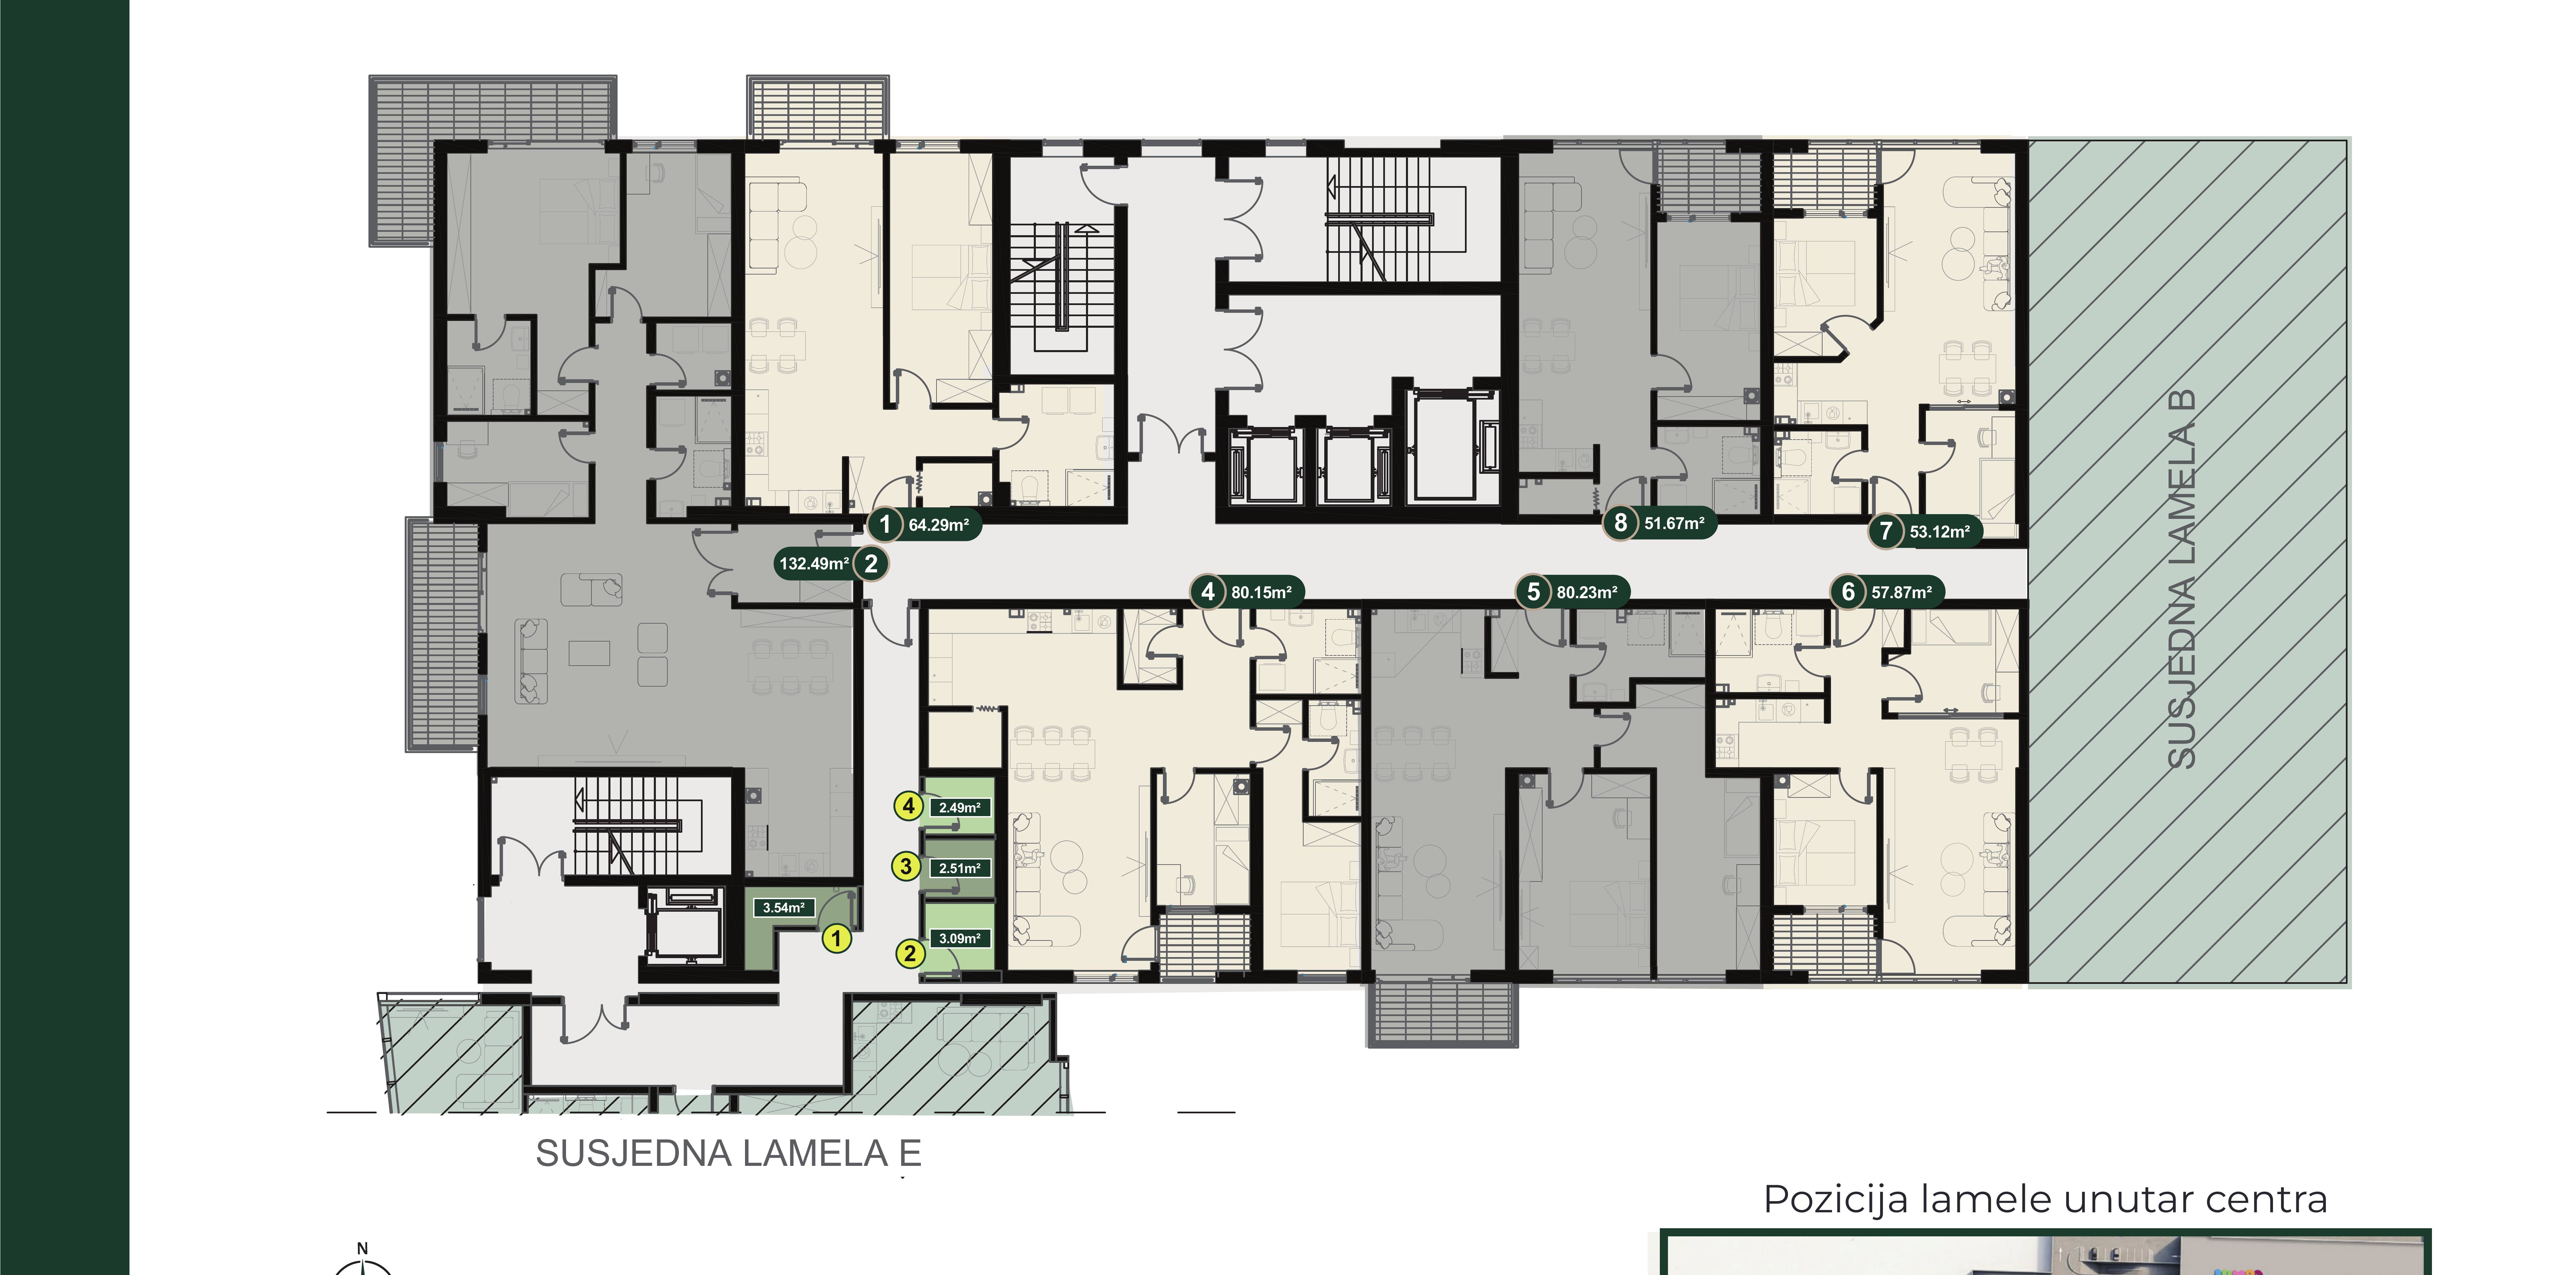 1 64.29m²
132.49m² 2
8 51.67m²
7 53.12m²
4 80.15m²
5 80.23m²
6 57.87m²
4 2.49m²
3 2.51m²
3.54m²
1
2 3.09m²
SUSJEDNA LAMELA B
SUSJEDNA LAMELA E
Pozicija lamele unutar centra
N